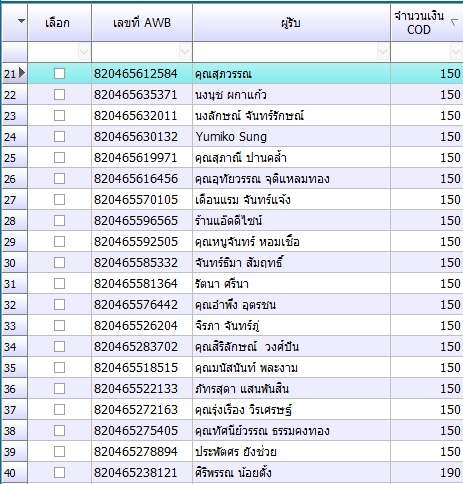 เลือก เลขที่ AWB ผู้รับ จำนวนเงิน COD
21 820465612584 คุณสุภวรรณ 150
22 820465635371 นงนุช ผกาแก้ว 150
23 820465632011 นงลักษณ์ จันทร์รักษ์ 150
24 820465630132 Yumiko Sung 150
25 820465619971 คุณสุภาณี ปานคล้ำ 150
26 820465616456 คุณอุทัยวรรณ จุติแหลมทอง 150
27 820465570105 เดือนแรม จันทร์แจ้ง 150
28 820465596565 ร้านแอ๊ดดีไซน์ 150
29 820465592505 คุณหนูจันทร์ หอมเชื้อ 150
30 820465585332 จันทร์ธิมา สัมฤทธิ์ 150
31 820465581364 รัตนา ศรีนา 150
32 820465576442 คุณอำพึง อุตรชน 150
33 820465526204 จิรภา จันทร์ภู่ 150
34 820465283702 คุณสิริลักษณ์ วงศ์ปืน 150
35 820465518515 คุณมนัสนันท์ พละงาม 150
36 820465522133 ภัทรสุดา แสนพันสืน 150
37 820465272163 คุณรุ่งเรือง วิรเศรษฐ์ 150
38 820465275405 คุณทัศนีย์วรรณ ธรรมคงทอง 150
39 820465278894 ประพัตศร ยังช่วย 150
40 820465238121 ศิริพรรณ น้อยตั้ง 190